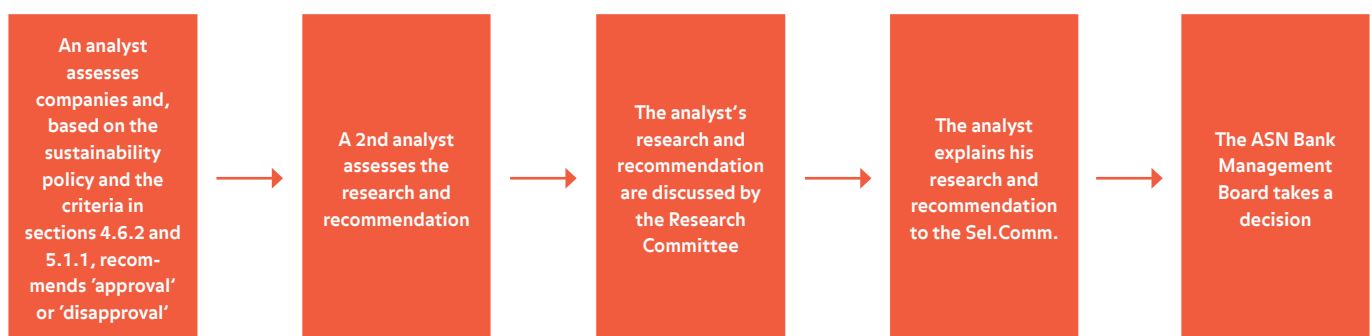 An analyst
assesses
companies and,
based on the
sustainability
policy and the
criteria in
sections 4.6.2 and
5.1.1, recom-
mends ’approval‘
or ’disapproval‘
A 2nd analyst
assesses the
research and
recommendation
The analyst‘s
research and
recommendation
are discussed by
the Research
Committee
The analyst
explains his
research and
recommendation
to the Sel.Comm.
The ASN Bank
Management
Board takes a
decision